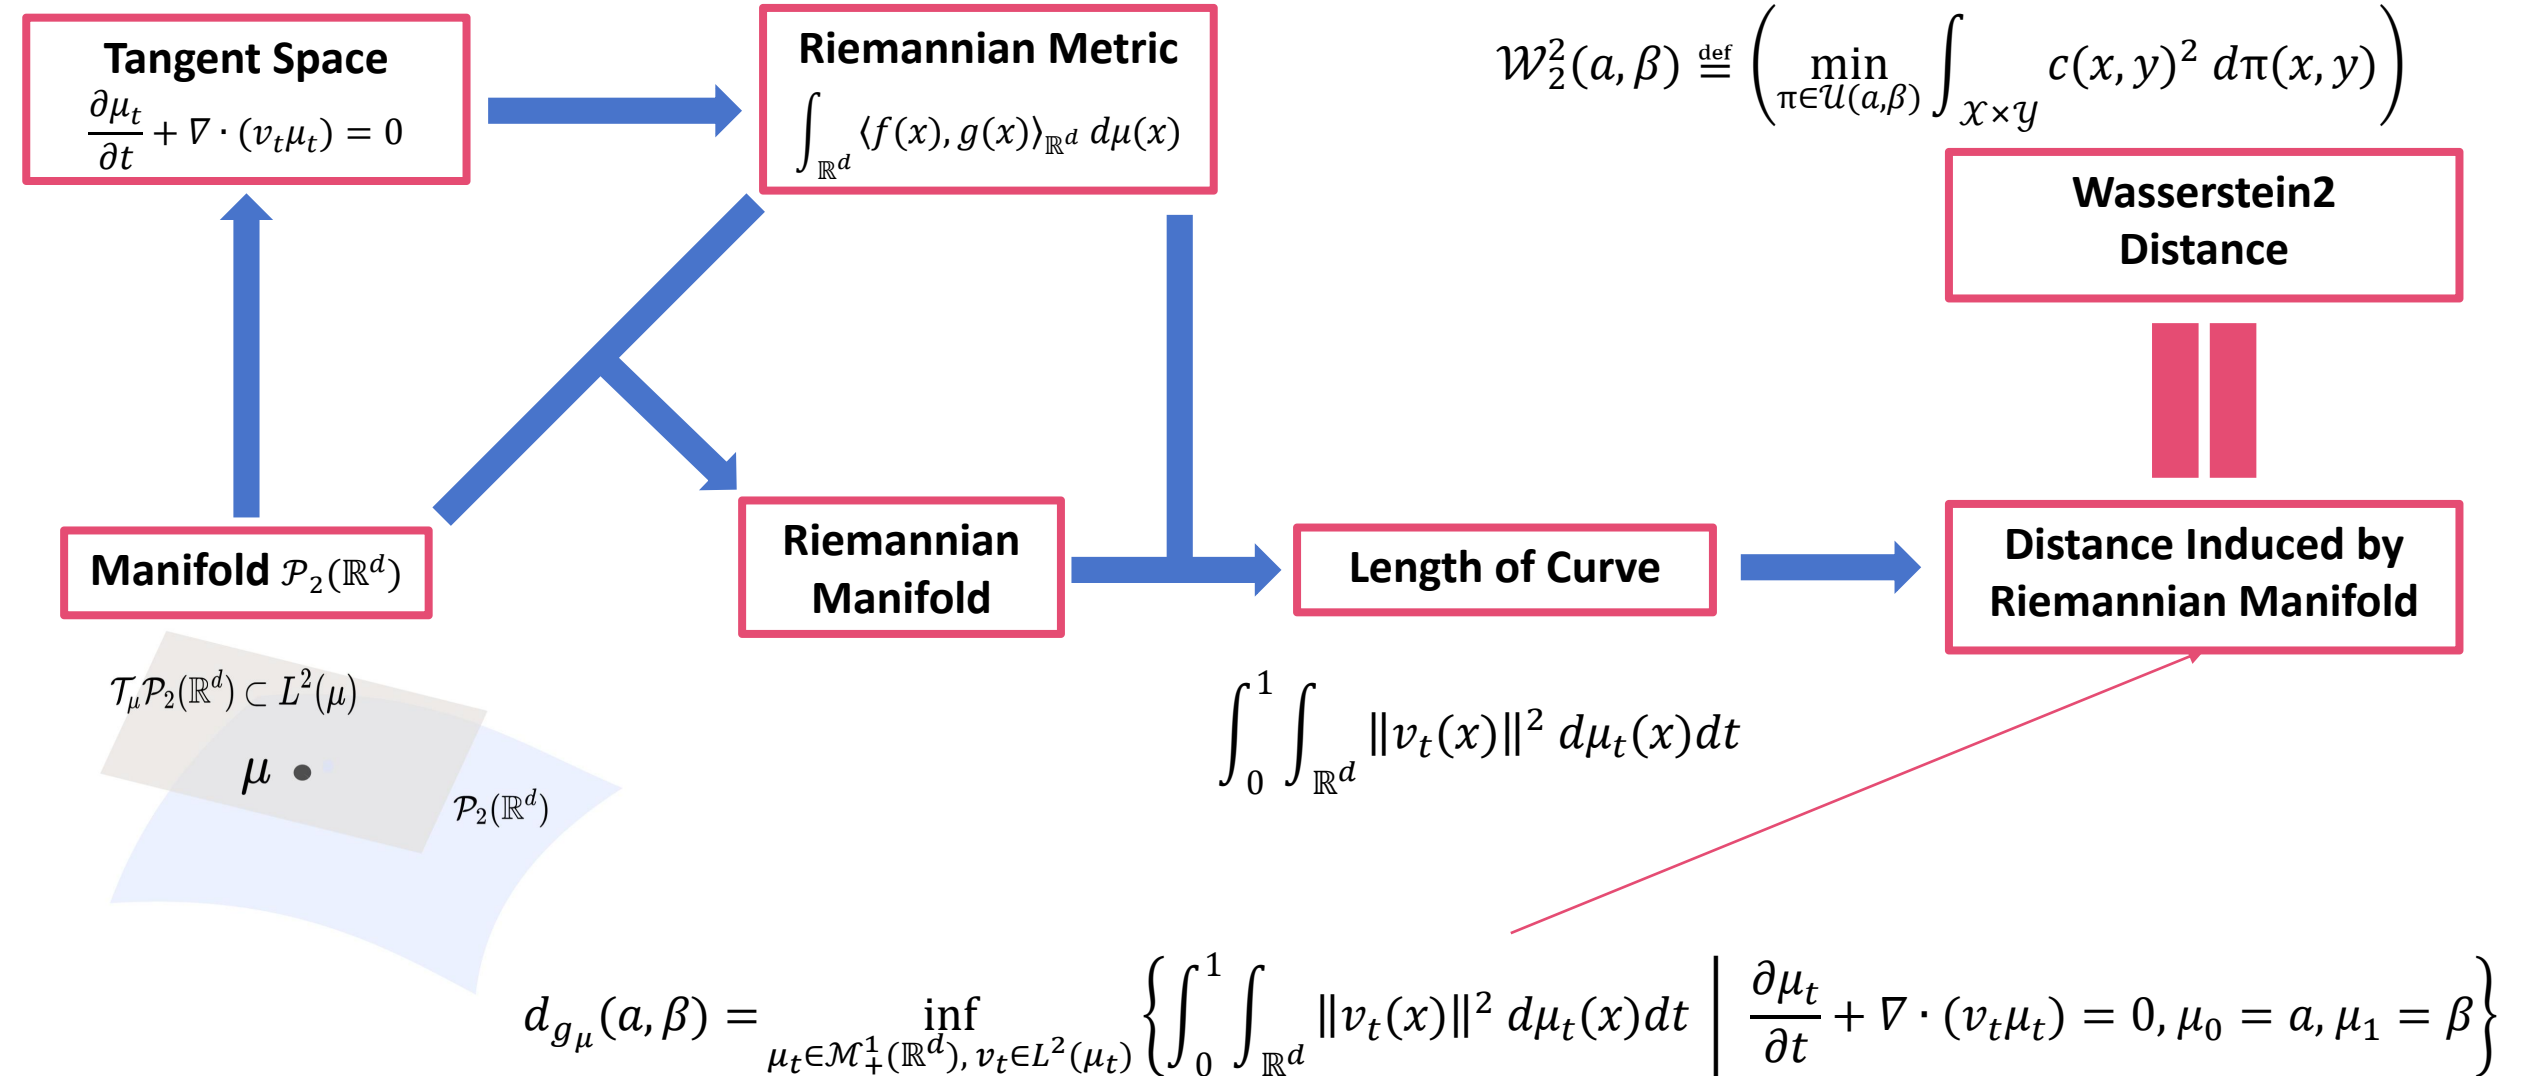 Tangent Space
∂μ_t/∂t + ∇ · (v_t μ_t) = 0
Riemannian Metric
∫_{ℝ^d} ⟨f(x), g(x)⟩_{ℝ^d} dμ(x)
𝒲_2^2(a, β) ≝ ( min_{π∈𝒰(a,β)} ∫_{𝒳×𝒴} c(x, y)^2 dπ(x, y) )
Wasserstein2
Distance
Manifold 𝒫_2(ℝ^d)
Riemannian
Manifold
Length of Curve
Distance Induced by
Riemannian Manifold
𝒯_μ𝒫_2(ℝ^d) ⊂ L^2(μ)
μ
𝒫_2(ℝ^d)
∫_0^1 ∫_{ℝ^d} ‖v_t(x)‖^2 dμ_t(x)dt
d_{g_μ}(a, β) = inf_{μ_t∈ℳ_+^1(ℝ^d), v_t∈L^2(μ_t)} { ∫_0^1 ∫_{ℝ^d} ‖v_t(x)‖^2 dμ_t(x)dt | ∂μ_t/∂t + ∇ · (v_t μ_t) = 0, μ_0 = a, μ_1 = β }